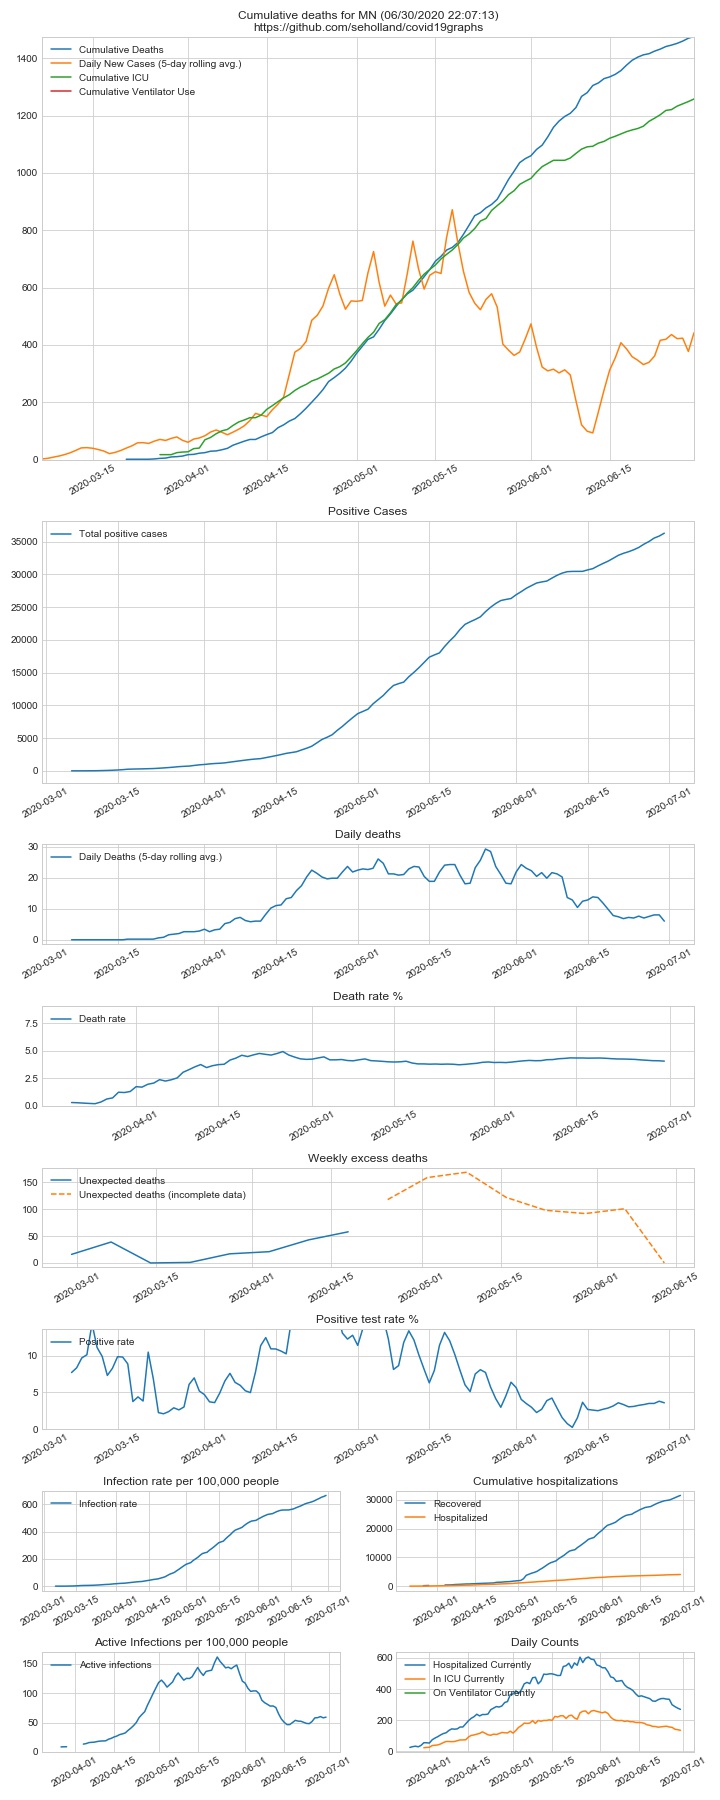 Cumulative deaths for MN (06/30/2020 22:07:13)
https://github.com/seholland/covid19graphs
Cumulative Deaths
Daily New Cases (5-day rolling avg.)
Cumulative ICU
Cumulative Ventilator Use
1400
1200
1000
800
600
400
200
0
2020-03-15 2020-04-01 2020-04-15 2020-05-01 2020-05-15 2020-06-01 2020-06-15
Positive Cases
Total positive cases
35000
30000
25000
20000
15000
10000
5000
0
2020-03-01 2020-03-15 2020-04-01 2020-04-15 2020-05-01 2020-05-15 2020-06-01 2020-06-15 2020-07-01
Daily deaths
Daily Deaths (5-day rolling avg.)
30
20
10
0
2020-03-01 2020-03-15 2020-04-01 2020-04-15 2020-05-01 2020-05-15 2020-06-01 2020-06-15 2020-07-01
Death rate %
Death rate
7.5
5.0
2.5
0.0
2020-04-01 2020-04-15 2020-05-01 2020-05-15 2020-06-01 2020-06-15 2020-07-01
Weekly excess deaths
Unexpected deaths
Unexpected deaths (incomplete data)
150
100
50
0
2020-03-01 2020-03-15 2020-04-01 2020-04-15 2020-05-01 2020-05-15 2020-06-01 2020-06-15
Positive test rate %
Positive rate
10
5
0
2020-03-01 2020-03-15 2020-04-01 2020-04-15 2020-05-01 2020-05-15 2020-06-01 2020-06-15 2020-07-01
Infection rate per 100,000 people
Infection rate
600
400
200
0
2020-03-01 2020-03-15 2020-04-01 2020-04-15 2020-05-01 2020-05-15 2020-06-01 2020-06-15 2020-07-01
Cumulative hospitalizations
Recovered
Hospitalized
30000
20000
10000
0
2020-04-01 2020-04-15 2020-05-01 2020-05-15 2020-06-01 2020-06-15 2020-07-01
Active Infections per 100,000 people
Active infections
150
100
50
0
2020-04-01 2020-04-15 2020-05-01 2020-05-15 2020-06-01 2020-06-15 2020-07-01
Daily Counts
Hospitalized Currently
In ICU Currently
On Ventilator Currently
600
400
200
0
2020-04-01 2020-04-15 2020-05-01 2020-05-15 2020-06-01 2020-06-15 2020-07-01